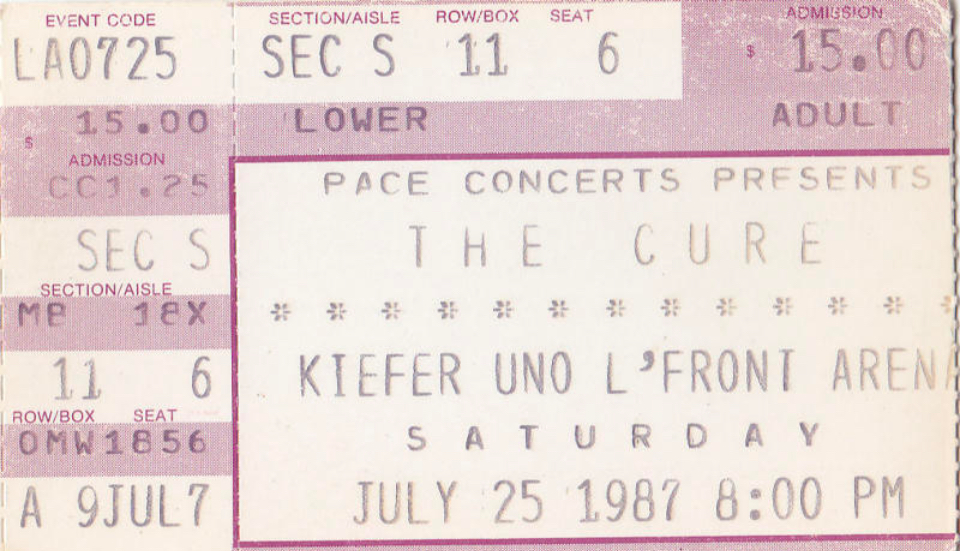 EVENT CODE
LA0725
$ 15.00
ADMISSION
CC1.25
SEC S
SECTION/AISLE
MB 18X
11 6
ROW/BOX SEAT
OMW1856
A 9JUL7
SECTION/AISLE ROW/BOX SEAT ADMISSION
SEC S 11 6 $ 15.00
LOWER ADULT
PACE CONCERTS PRESENTS
THE CURE
* * * * * * * * * * * * *
KIEFER UNO L'FRONT ARENA
SATURDAY
JULY 25 1987 8:00 PM